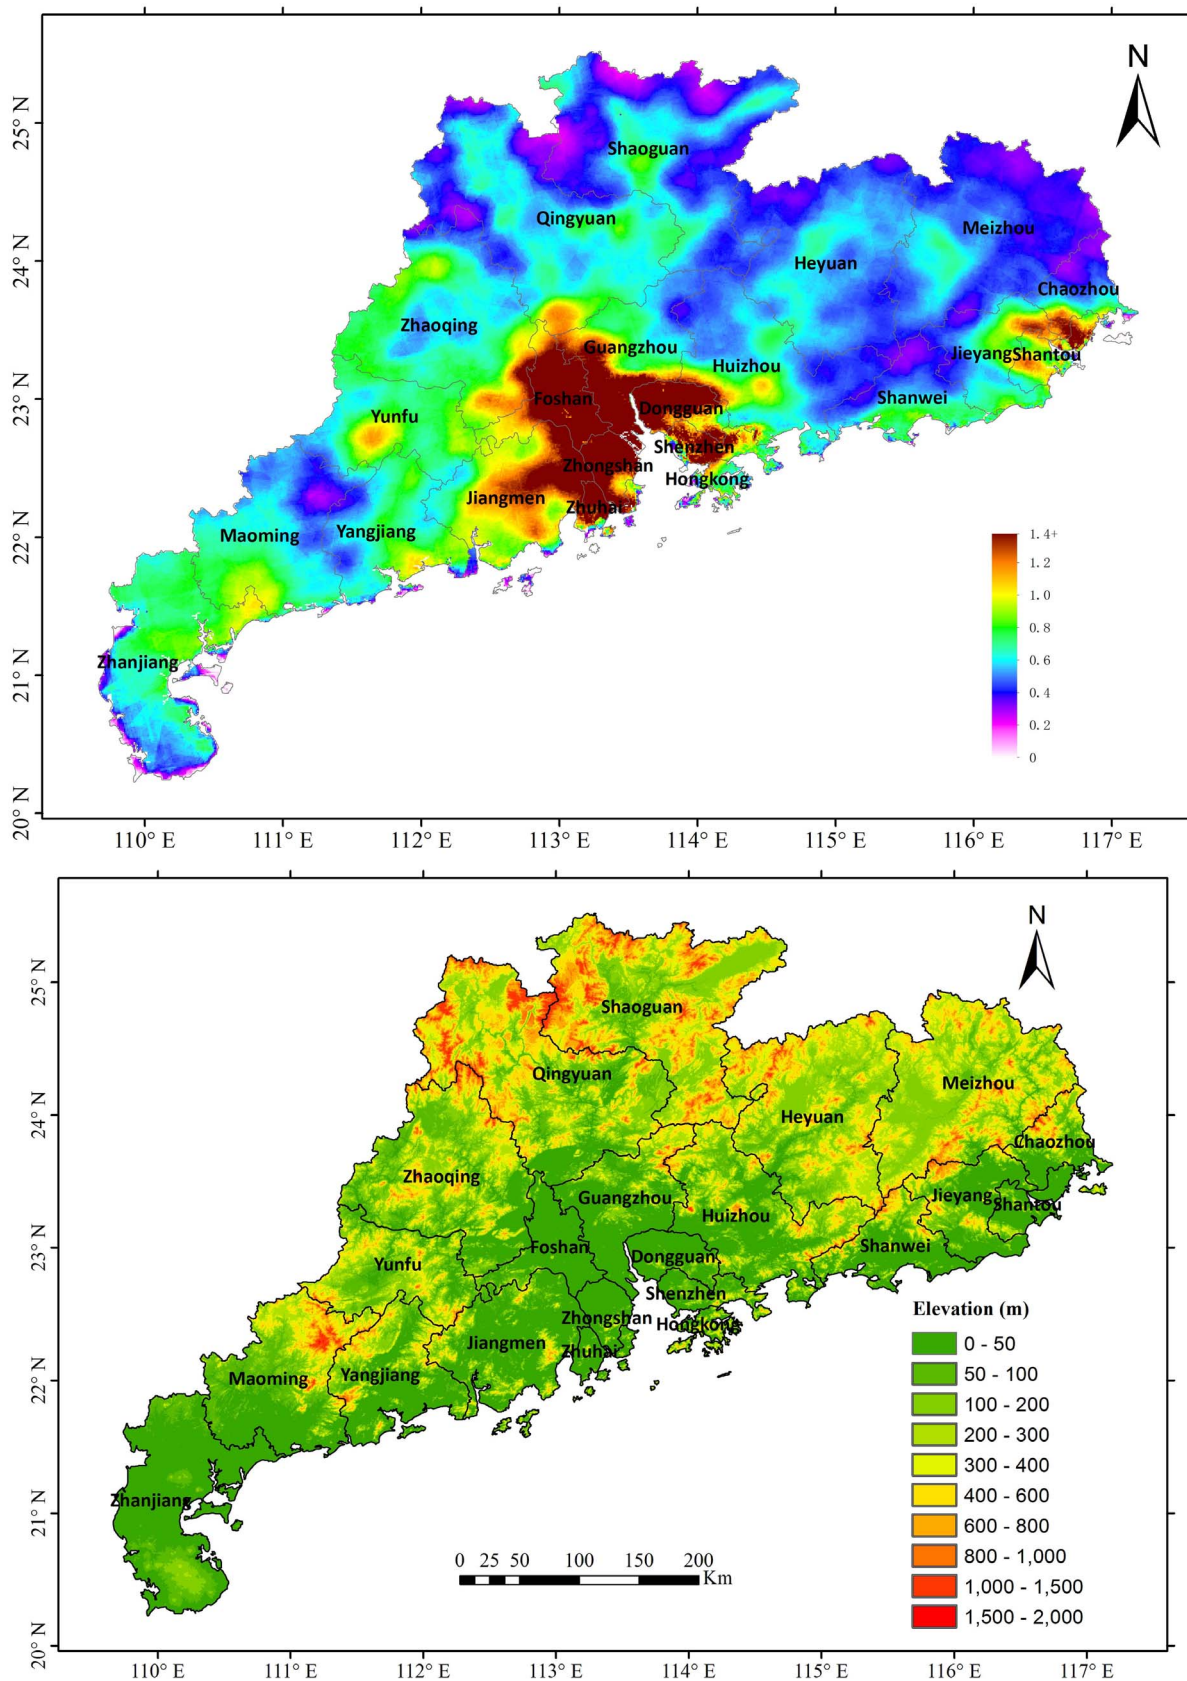 N
25° N
24° N
23° N
22° N
21° N
20° N
Shaoguan
Qingyuan
Meizhou
Heyuan
Chaozhou
Zhaoqing
Guangzhou
Jieyang
Shantou
Huizhou
Foshan
Dongguan
Shanwei
Yunfu
Shenzhen
Zhongshan
Hongkong
Jiangmen
Zhuhai
Maoming
Yangjiang
Zhanjiang
1.4+
1.2
1.0
0.8
0.6
0.4
0.2
0
110° E
111° E
112° E
113° E
114° E
115° E
116° E
117° E
N
25° N
24° N
23° N
22° N
21° N
20° N
Shaoguan
Qingyuan
Meizhou
Heyuan
Chaozhou
Zhaoqing
Guangzhou
Jieyang
Shantou
Huizhou
Foshan
Shanwei
Dongguan
Yunfu
Shenzhen
Zhongshan
Hongkong
Jiangmen
Zhuhai
Maoming
Yangjiang
Zhanjiang
Elevation (m)
0 - 50
50 - 100
100 - 200
200 - 300
300 - 400
400 - 600
600 - 800
800 - 1,000
1,000 - 1,500
1,500 - 2,000
0 25 50 100 150 200
Km
110° E
111° E
112° E
113° E
114° E
115° E
116° E
117° E